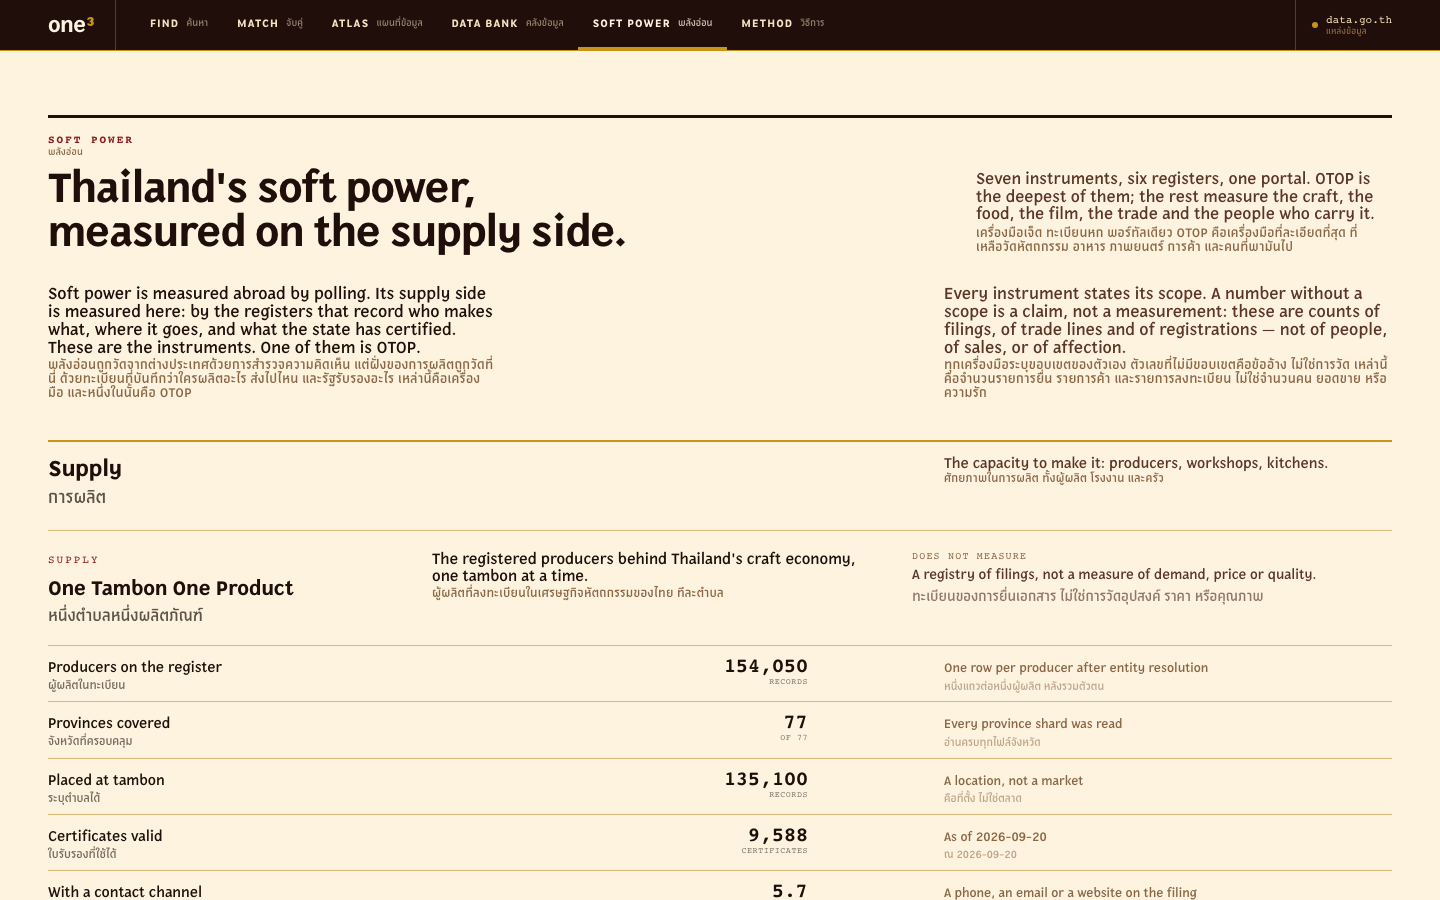 one³
FIND ค้นหา
MATCH จับคู่
ATLAS แผนที่ข้อมูล
DATA BANK คลังข้อมูล
SOFT POWER พลังอ่อน
METHOD วิธีการ
data.go.th
แหล่งข้อมูล
SOFT POWER
พลังอ่อน
Thailand's soft power,
measured on the supply side.
Seven instruments, six registers, one portal. OTOP is
the deepest of them; the rest measure the craft, the
food, the film, the trade and the people who carry it.
เครื่องมือเจ็ด ทะเบียนหก พอร์ทัลเดียว OTOP คือเครื่องมือที่ละเอียดที่สุด ที่
เหลือวัดหัตถกรรม อาหาร ภาพยนตร์ การค้า และคนที่พามันไป
Soft power is measured abroad by polling. Its supply side
is measured here: by the registers that record who makes
what, where it goes, and what the state has certified.
These are the instruments. One of them is OTOP.
พลังอ่อนถูกวัดจากต่างประเทศด้วยการสำรวจความคิดเห็น แต่ฝั่งของการผลิตถูกวัดที่
นี่ ด้วยทะเบียนที่บันทึกว่าใครผลิตอะไร ส่งไปไหน และรัฐรับรองอะไร เหล่านี้คือเครื่อง
มือ และหนึ่งในนั้นคือ OTOP
Every instrument states its scope. A number without a
scope is a claim, not a measurement: these are counts of
filings, of trade lines and of registrations — not of people,
of sales, or of affection.
ทุกเครื่องมือระบุขอบเขตของตัวเอง ตัวเลขที่ไม่มีขอบเขตคือข้ออ้าง ไม่ใช่การวัด เหล่านี้
คือจำนวนรายการยื่น รายการค้า และรายการลงทะเบียน ไม่ใช่จำนวนคน ยอดขาย หรือ
ความรัก
Supply
การผลิต
The capacity to make it: producers, workshops, kitchens.
ศักยภาพในการผลิต ทั้งผู้ผลิต โรงงาน และครัว
SUPPLY
One Tambon One Product
หนึ่งตำบลหนึ่งผลิตภัณฑ์
The registered producers behind Thailand's craft economy,
one tambon at a time.
ผู้ผลิตที่ลงทะเบียนในเศรษฐกิจหัตถกรรมของไทย ทีละตำบล
DOES NOT MEASURE
A registry of filings, not a measure of demand, price or quality.
ทะเบียนของการยื่นเอกสาร ไม่ใช่การวัดอุปสงค์ ราคา หรือคุณภาพ
Producers on the register
ผู้ผลิตในทะเบียน
154,050
RECORDS
One row per producer after entity resolution
หนึ่งแถวต่อหนึ่งผู้ผลิต หลังรวมตัวตน
Provinces covered
จังหวัดที่ครอบคลุม
77
OF 77
Every province shard was read
อ่านครบทุกไฟล์จังหวัด
Placed at tambon
ระบุตำบลได้
135,100
RECORDS
A location, not a market
คือที่ตั้ง ไม่ใช่ตลาด
Certificates valid
ใบรับรองที่ใช้ได้
9,588
CERTIFICATES
As of 2026-09-20
ณ 2026-09-20
With a contact channel
5.7
A phone, an email or a website on the filing